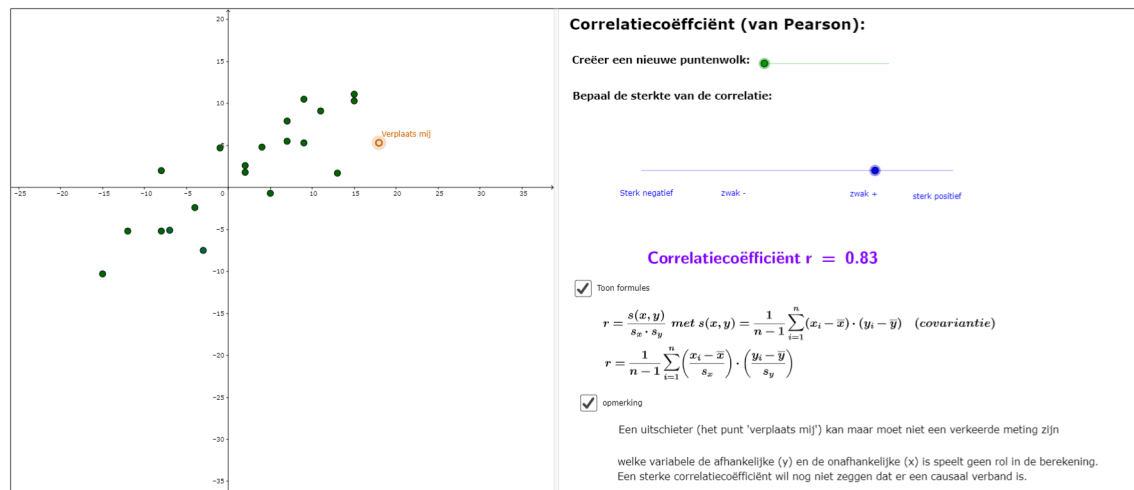 Correlatiecoëffciënt (van Pearson):
Creëer een nieuwe puntenwolk:
Bepaal de sterkte van de correlatie:
Sterk negatief zwak - zwak + sterk positief
Correlatiecoëfficiënt r = 0.83
Toon formules
r = s(x, y) / (s_x · s_y) met s(x, y) = 1/(n − 1) ∑_{i=1}^{n} (x_i − x̅) · (y_i − y̅) (covariantie)
r = 1/(n − 1) ∑_{i=1}^{n} ((x_i − x̅)/s_x) · ((y_i − y̅)/s_y)
opmerking
Een uitschieter (het punt 'verplaats mij') kan maar moet niet een verkeerde meting zijn
welke variabele de afhankelijke (y) en de onafhankelijke (x) is speelt geen rol in de berekening.
Een sterke correlatiecoëfficiënt wil nog niet zeggen dat er een causaal verband is.
Verplaats mij
20
15
10
5
−25 −20 −15 −10 −5 0 5 10 15 20 25 30 35
−5
−10
−15
−20
−25
−30
−35